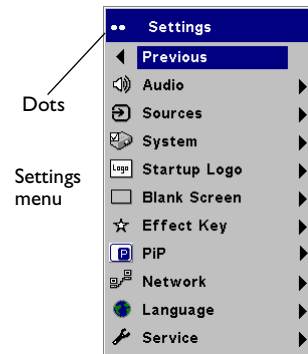 Settings
Previous
Audio
Dots
Sources
System
Settings
menu
Logo Startup Logo
Blank Screen
Effect Key
P PiP
Network
Language
Service